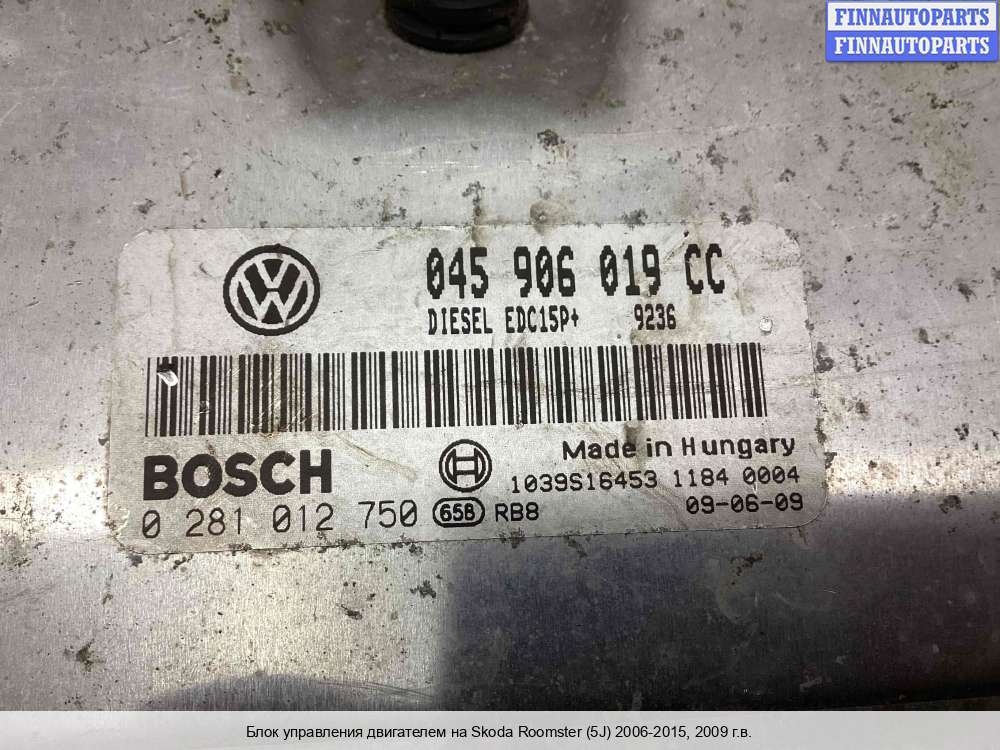 FINNAUTOPARTS
FINNAUTOPARTS
VW
045 906 019 CC
DIESEL EDC15P+ 9236
BOSCH
Made in Hungary
1039S16453 1184 0004
0 281 012 750 658 RB8 09-06-09
Блок управления двигателем на Skoda Roomster (5J) 2006-2015, 2009 г.в.